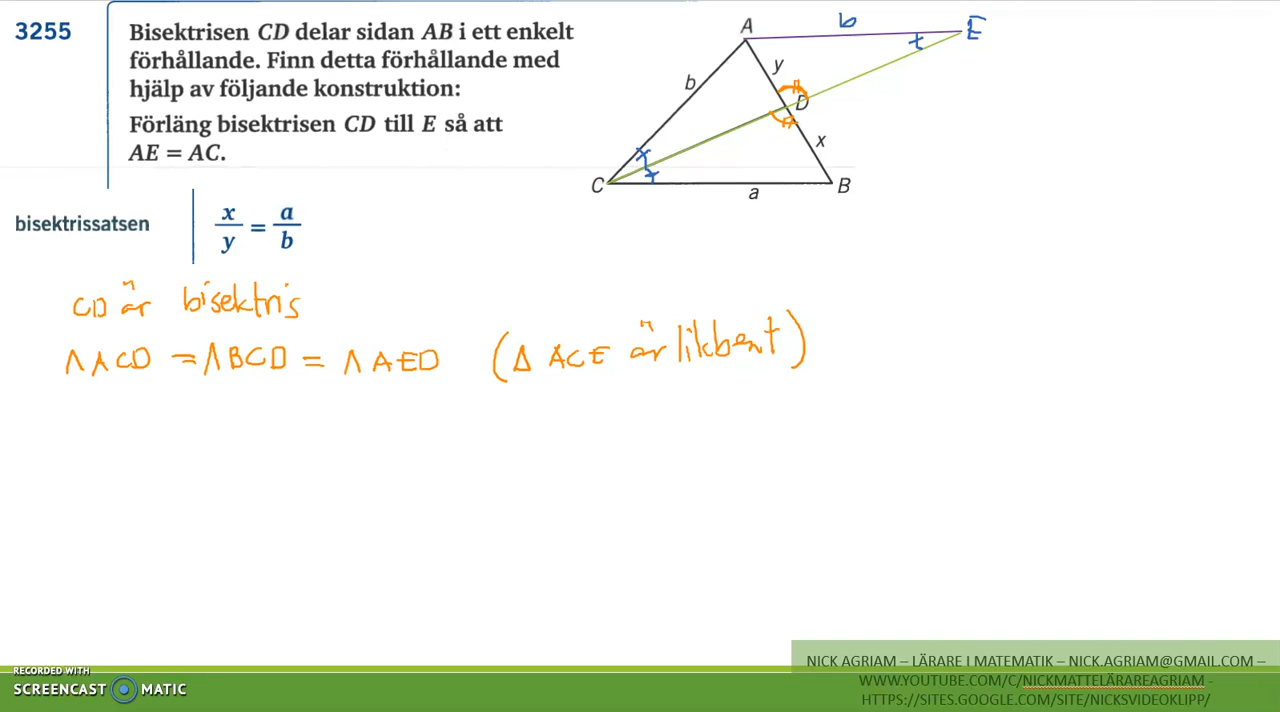 3255
Bisektrisen CD delar sidan AB i ett enkelt
förhållande. Finn detta förhållande med
hjälp av följande konstruktion:
Förläng bisektrisen CD till E så att
AE = AC.
A
b
E
y
b
D
x
C
a
B
bisektrissatsen
x/y = a/b
CD är bisektris
∧ ACD = ∧ BCD = ∧ AED (Δ ACE är likbent)
RECORDED WITH
SCREENCAST MATIC
NICK AGRIAM – LÄRARE I MATEMATIK – NICK.AGRIAM@GMAIL.COM –
WWW.YOUTUBE.COM/C/NICKMATTELÄRAREAGRIAM -
HTTPS://SITES.GOOGLE.COM/SITE/NICKSVIDEOKLIPP/